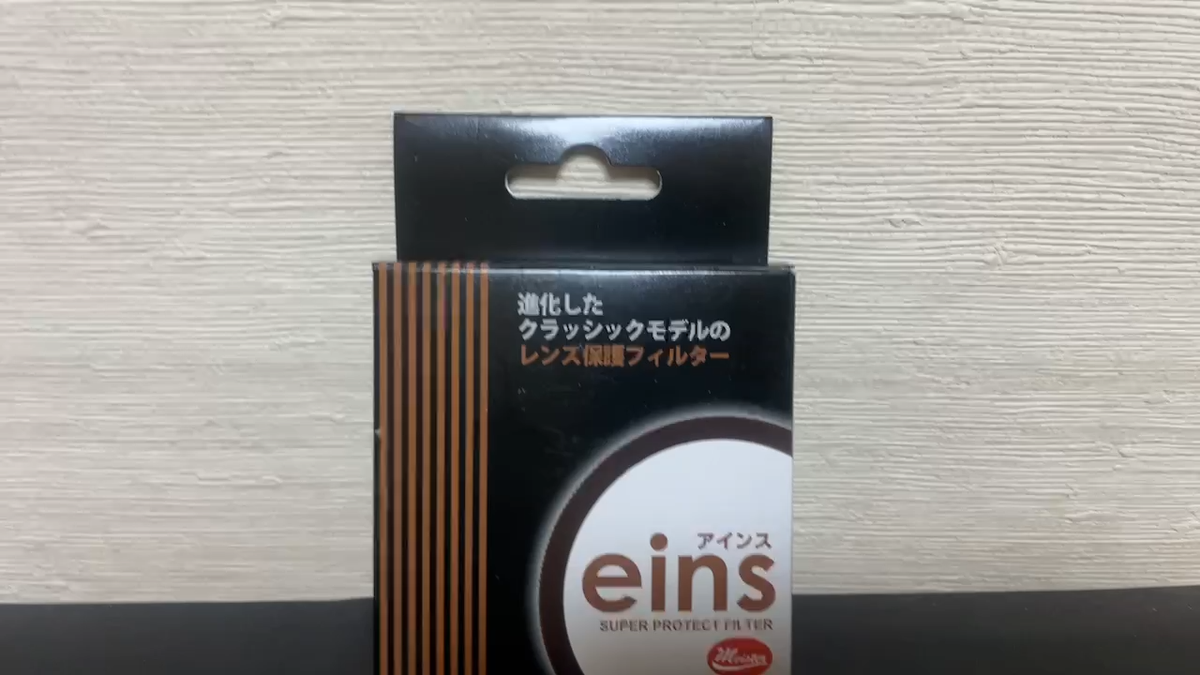 進化した
クラッシックモデルの
レンズ保護フィルター
アインス
eins
SUPER PROTECT FILTER
Meister